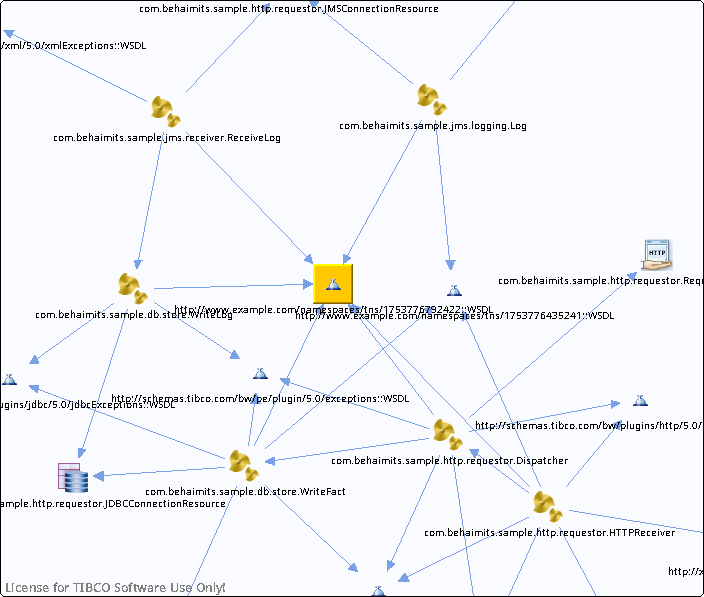 com.behaimits.sample.http.requestor.JMSConnectionResource
/xml/5.0/xmlExceptions::WSDL
com.behaimits.sample.jms.receiver.ReceiveLog
com.behaimits.sample.jms.logging.Log
HTTP
com.behaimits.sample.http.requestor.Req
com.behaimits.sample.db.store.WriteLog
http://www.example.com/namespaces/tns/1753776792422::WSDL
http://www.example.com/namespaces/tns/1753776435241::WSDL
ugins/jdbc/5.0/jdbcExceptions::WSDL
http://schemas.tibco.com/bw/pe/plugin/5.0/exceptions::WSDL
http://schemas.tibco.com/bw/plugins/http/5.0/
com.behaimits.sample.http.requestor.Dispatcher
com.behaimits.sample.db.store.WriteFact
ample.http.requestor.JDBCConnectionResource
com.behaimits.sample.http.requestor.HTTPReceiver
http://x
License for TIBCO Software Use Only!